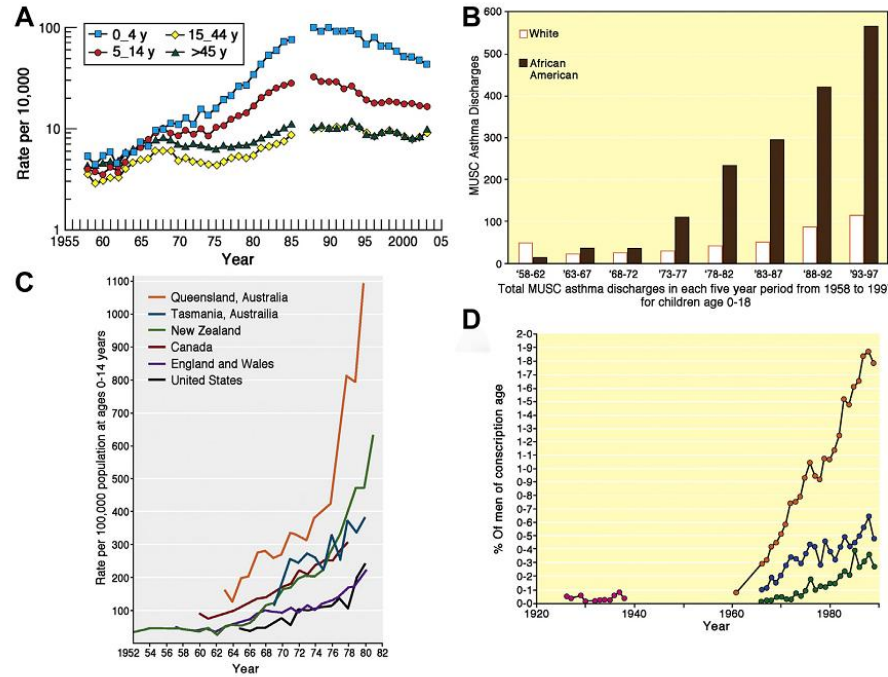 A
0_4 y
15_44 y
5_14 y
>45 y
Rate per 10,000
100
10
1
1955 60 65 70 75 80 85 90 95 2000 05
Year
B
White
African
American
MUSC Asthma Discharges
600
500
400
300
200
100
0
'58-62 '63-67 '68-72 '73-77 '78-82 '83-87 '88-92 '93-97
Total MUSC asthma discharges in each five year period from 1958 to 199
for children age 0-18
C
Queensland, Australia
Tasmania, Austrailia
New Zealand
Canada
England and Wales
United States
Rate per 100,000 population at ages 0-14 years
1100
1000
900
800
700
600
500
400
300
200
100
1952 54 56 58 60 62 64 66 68 70 72 74 76 78 80 82
Year
D
% Of men of conscription age
2-0
1-9
1-8
1-7
1-6
1-5
1-4
1-3
1-2
1-1
1-0
0-9
0-8
0-7
0-6
0-5
0-4
0-3
0-2
0-1
0-0
1920 1940 1960 1980
Year